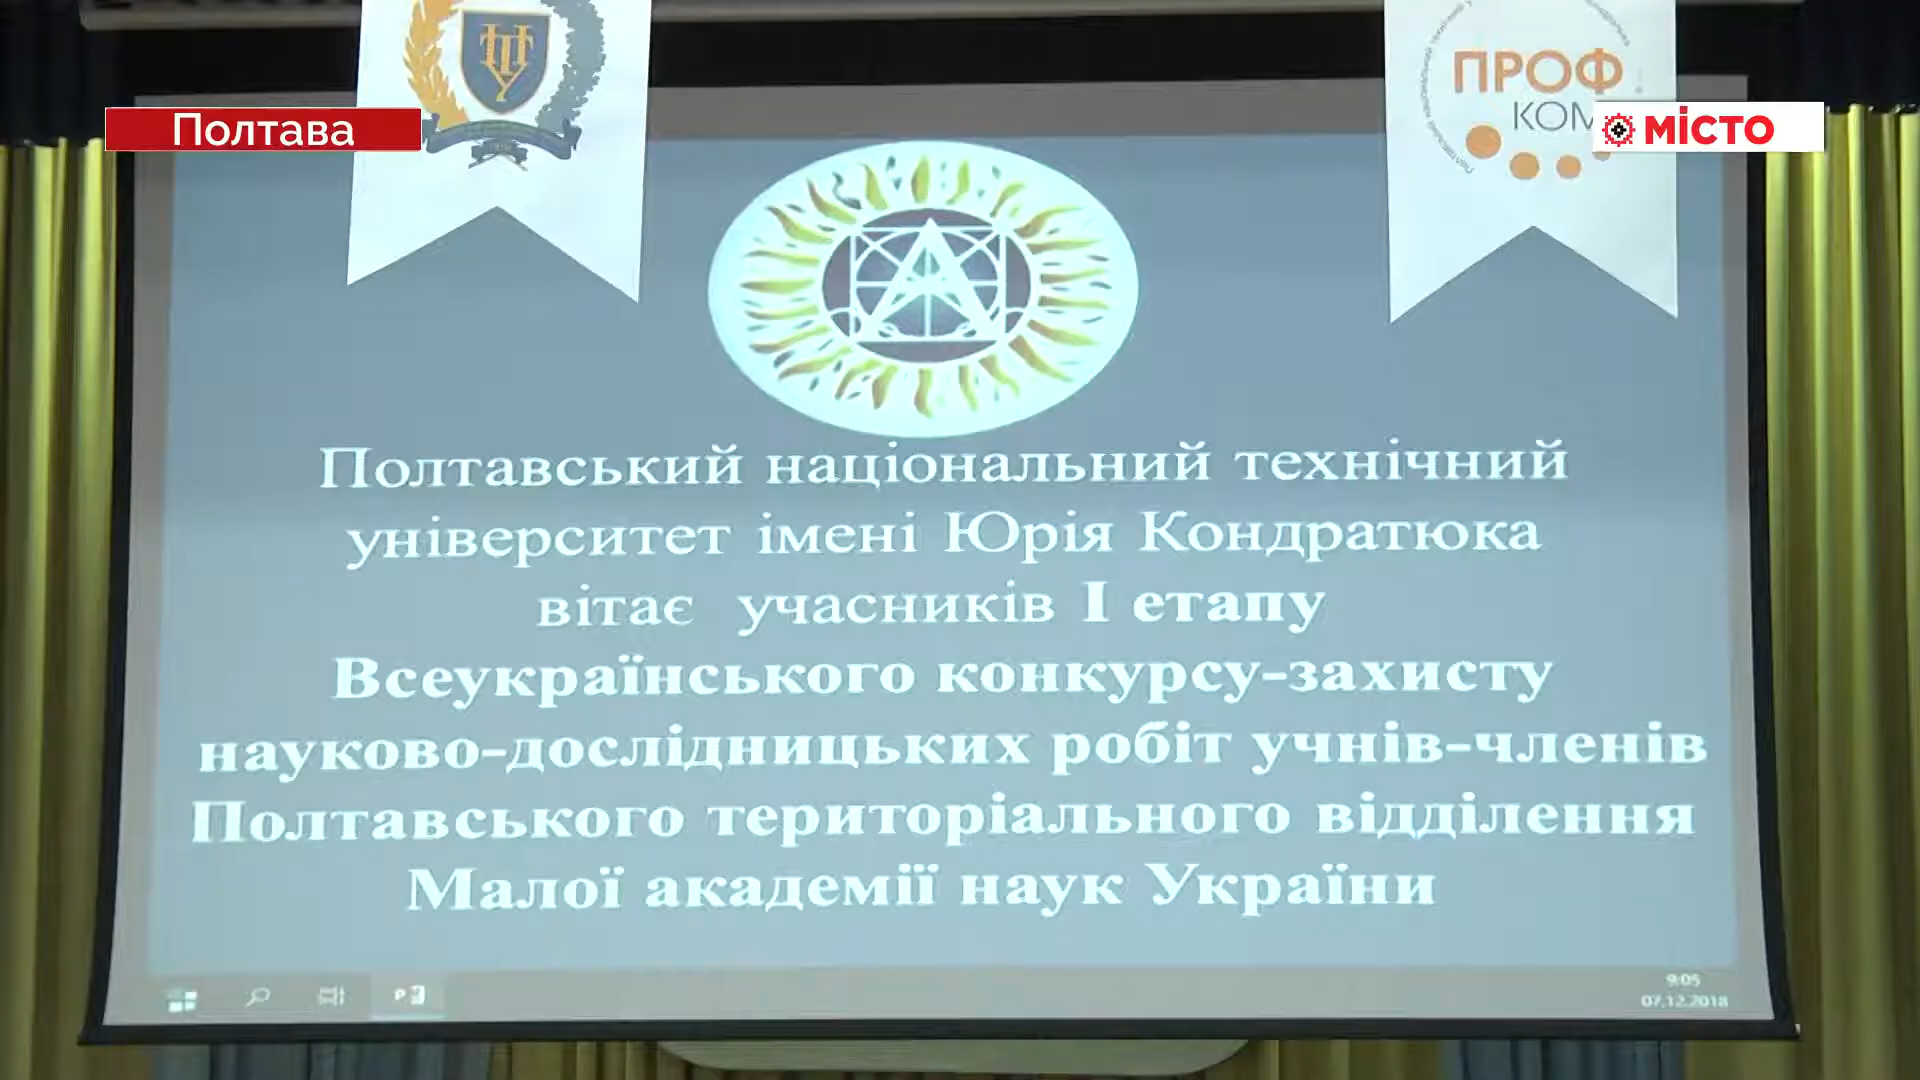 ПРОФ
КОМ
Полтава
МІСТО
Полтавський національний технічний
університет імені Юрія Кондратюка
вітає учасників І етапу
Всеукраїнського конкурсу-захисту
науково-дослідницьких робіт учнів-членів
Полтавського територіального відділення
Малої академії наук України
9:05
07.12.2018